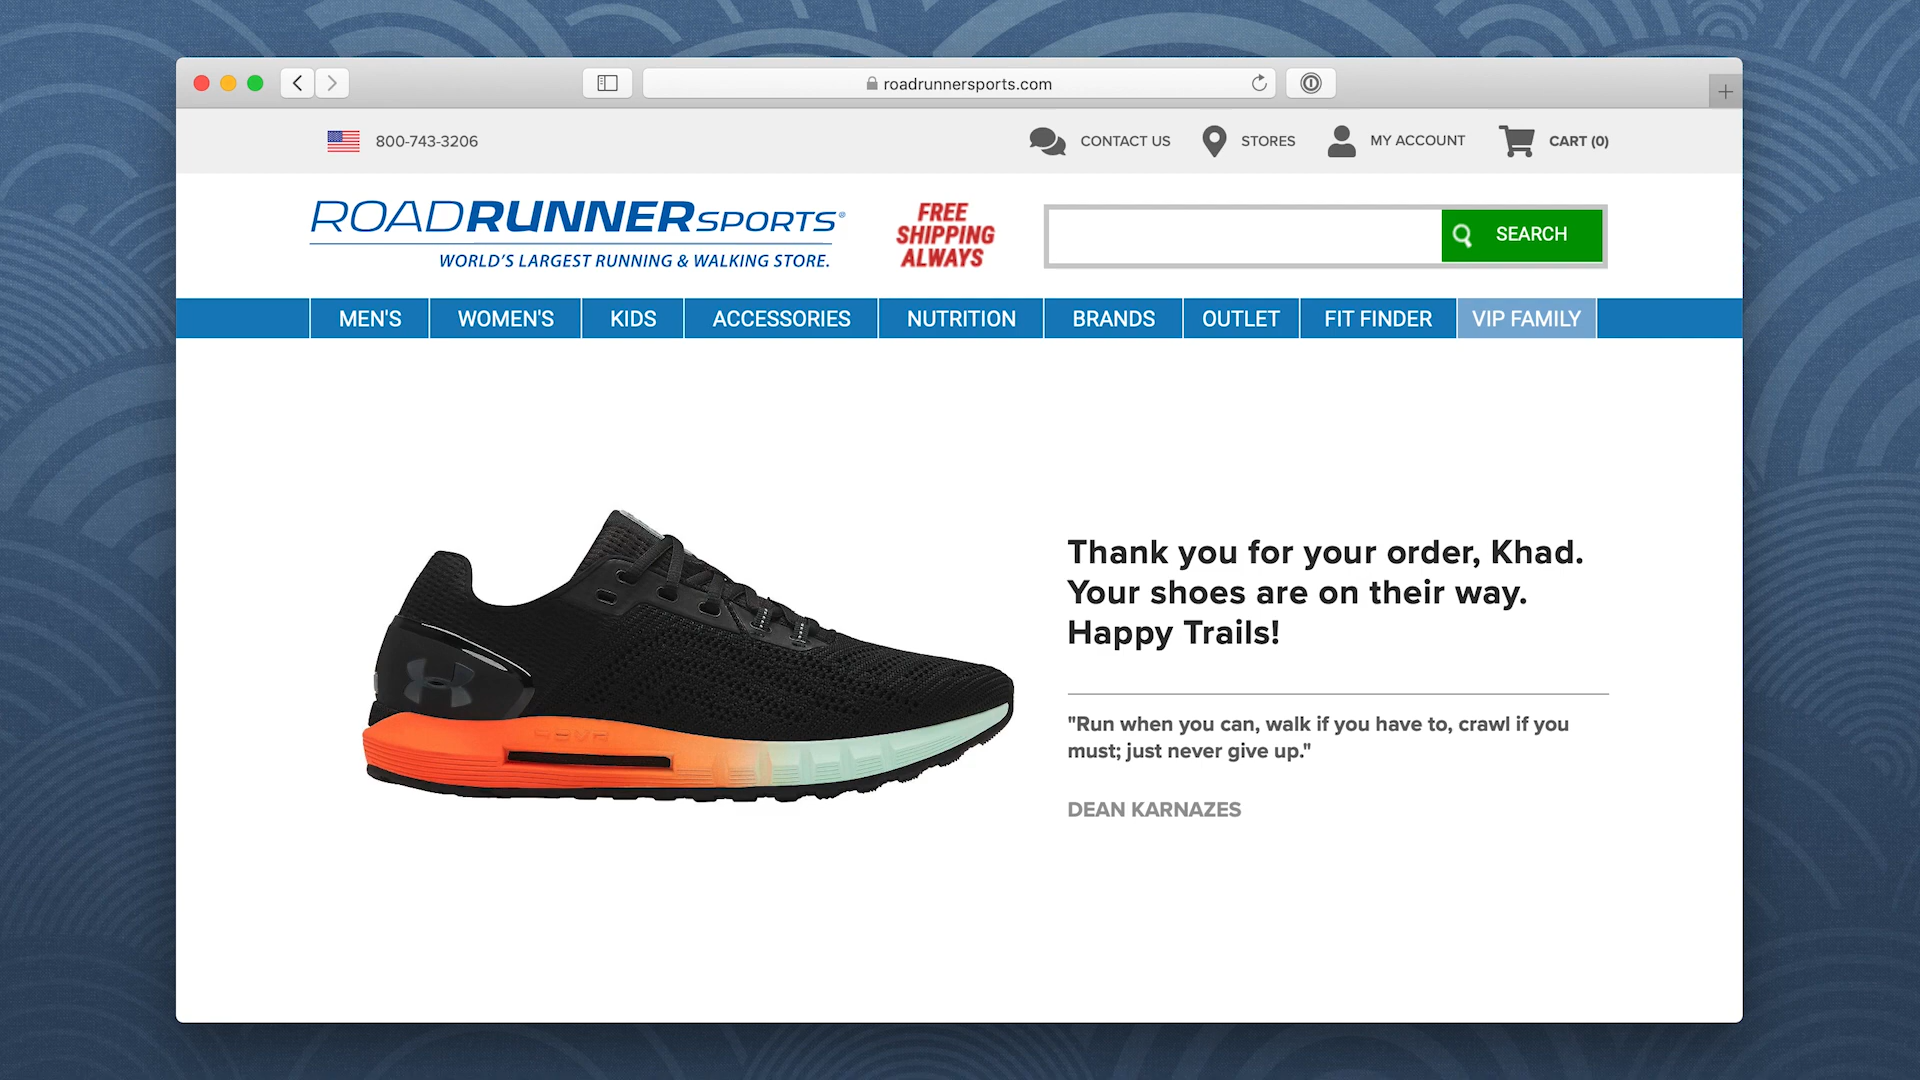 roadrunnersports.com
800-743-3206
CONTACT US
STORES
MY ACCOUNT
CART (0)
ROADRUNNERSPORTS®
WORLD'S LARGEST RUNNING & WALKING STORE.
FREE
SHIPPING
ALWAYS
SEARCH
MEN'S
WOMEN'S
KIDS
ACCESSORIES
NUTRITION
BRANDS
OUTLET
FIT FINDER
VIP FAMILY
Thank you for your order, Khad.
Your shoes are on their way.
Happy Trails!
"Run when you can, walk if you have to, crawl if you
must; just never give up."
DEAN KARNAZES